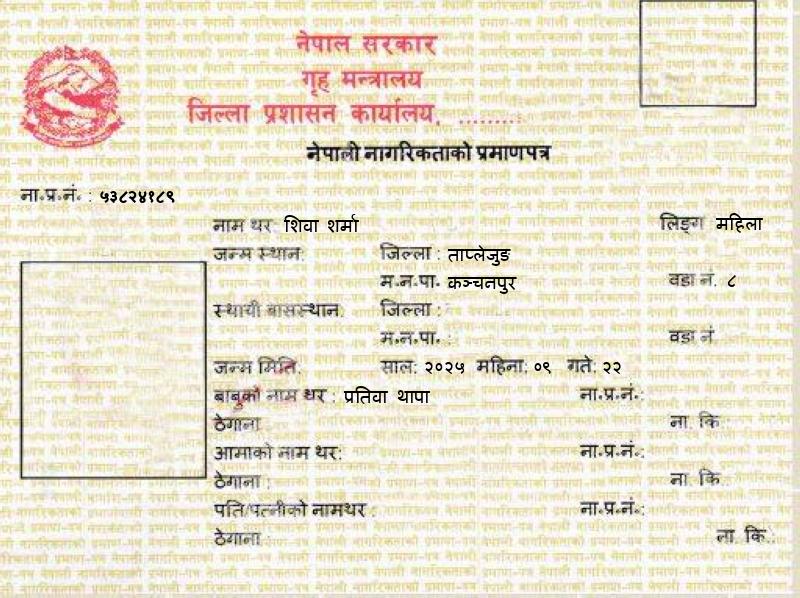 नेपाल सरकार
गृह मन्त्रालय
जिल्ला प्रशासन कार्यालय, ........
नेपाली नागरिकताको प्रमाणपत्र
ना.प्र.नं. : ५३८२४१८९
नाम थर: शिवा शर्मा लिङ्ग महिला
जन्म स्थान: जिल्ला : ताप्लेजुङ
म.न.पा. कञ्चनपुर वडा नं. ८
स्थायी बासस्थान: जिल्ला :
म.न.पा. : वडा नं.
जन्म मिति: साल: २०२५ महिना: ०९ गते: २२
बाबुको नाम थर : प्रतिवा थापा ना.प्र.नं.:
ठेगाना : ना. कि.:
आमाको नाम थर: ना.प्र.नं.:
ठेगाना : ना. कि.
पति/पत्नीको नामथर : ना.प्र.नं.:
ठेगाना : ना. कि.: